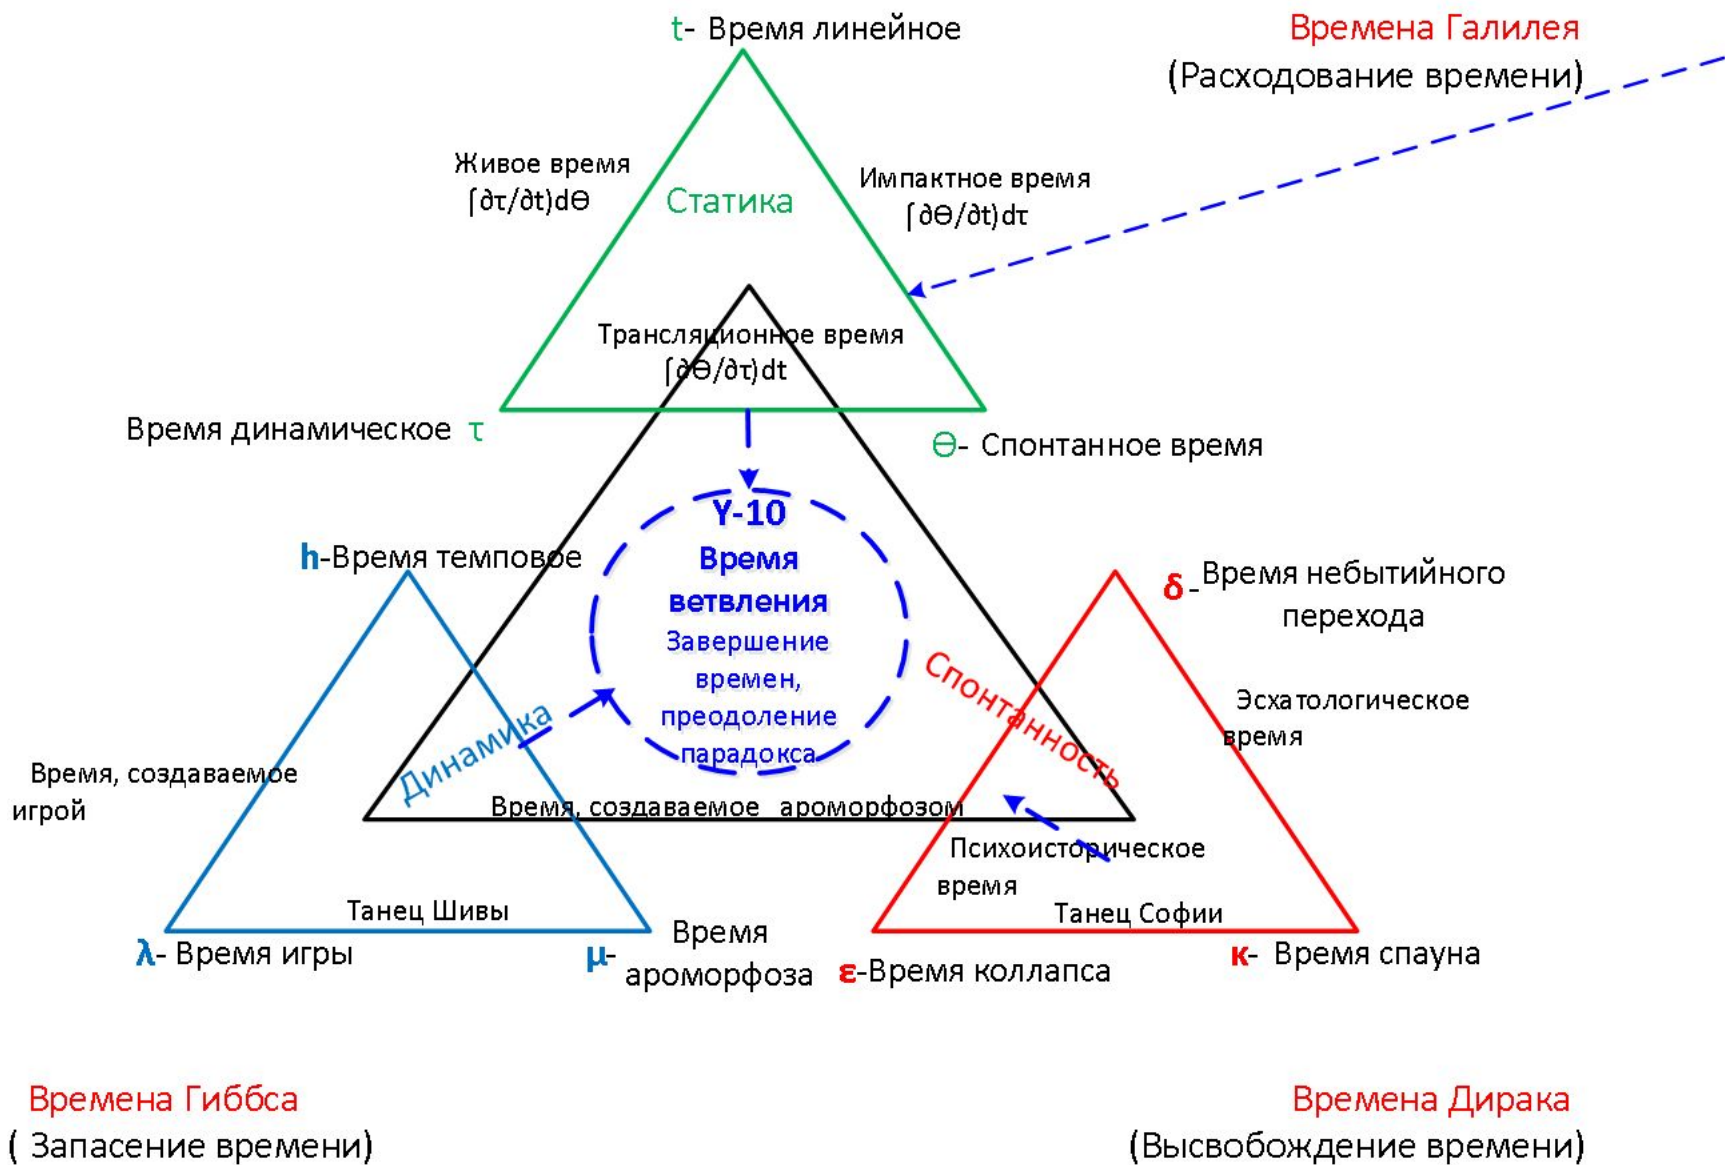 t- Время линейное
Времена Галилея
(Расходование времени)
Живое время
⌠∂τ/∂t)dΘ
Статика
Импактное время
⌠∂Θ/∂t)dτ
Трансляционное время
⌠∂Θ/∂τ)dt
Время динамическое τ
Θ- Спонтанное время
Y-10
Время
ветвления
Завершение
времен,
преодоление
парадокса
h-Время темповое
δ-Время небытийного
перехода
Динамика
Спонтанность
Эсхатологическое
время
Время, создаваемое
игрой
Время, создаваемое ароморфозом
Психоисторическое
время
Танец Шивы
Танец Софии
λ- Время игры
μ- Время
ароморфоза
ε-Время коллапса
κ- Время спауна
Времена Гиббса
( Запасение времени)
Времена Дирака
(Высвобождение времени)